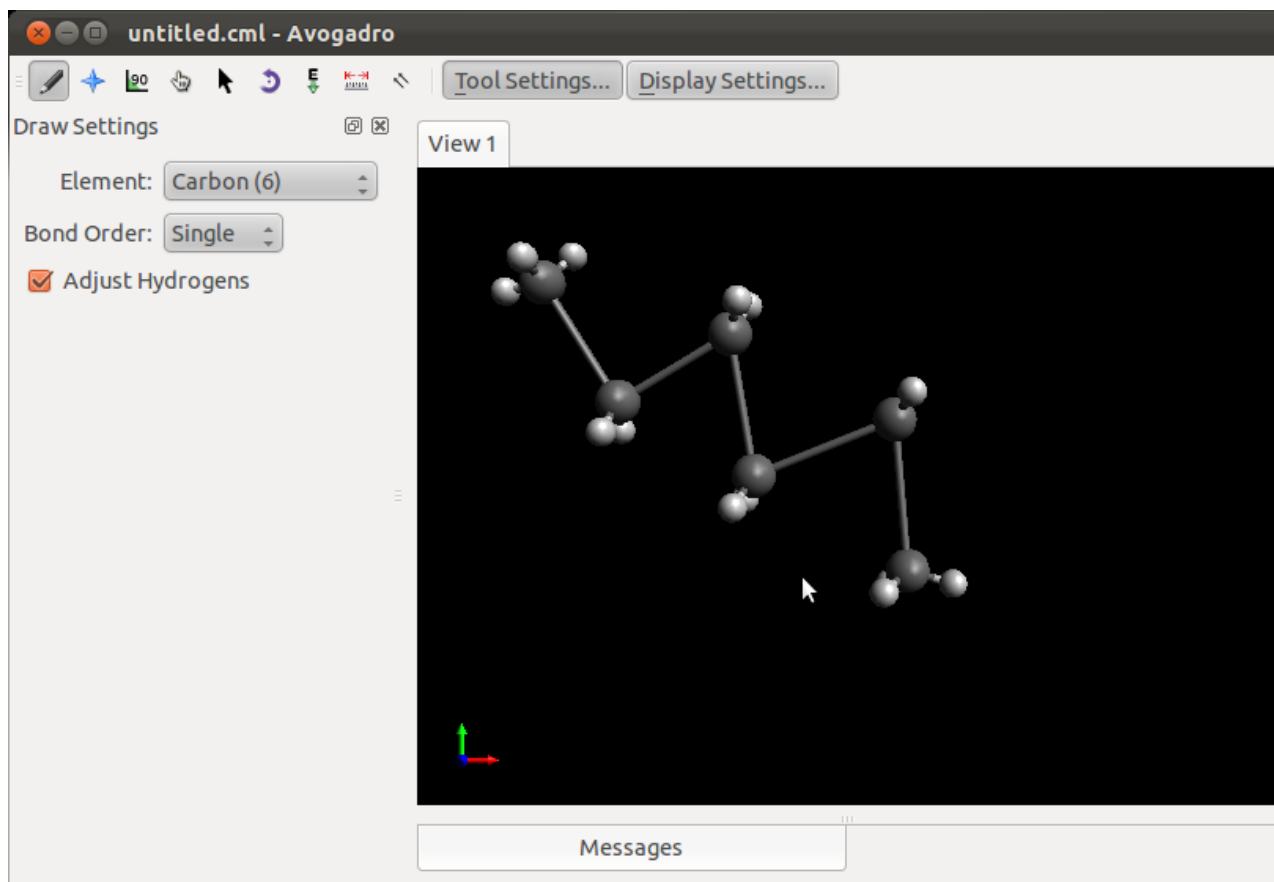 untitled.cml - Avogadro
90 E Tool Settings... Display Settings...
Draw Settings
View 1
Element: Carbon (6)
Bond Order: Single
Adjust Hydrogens
Messages